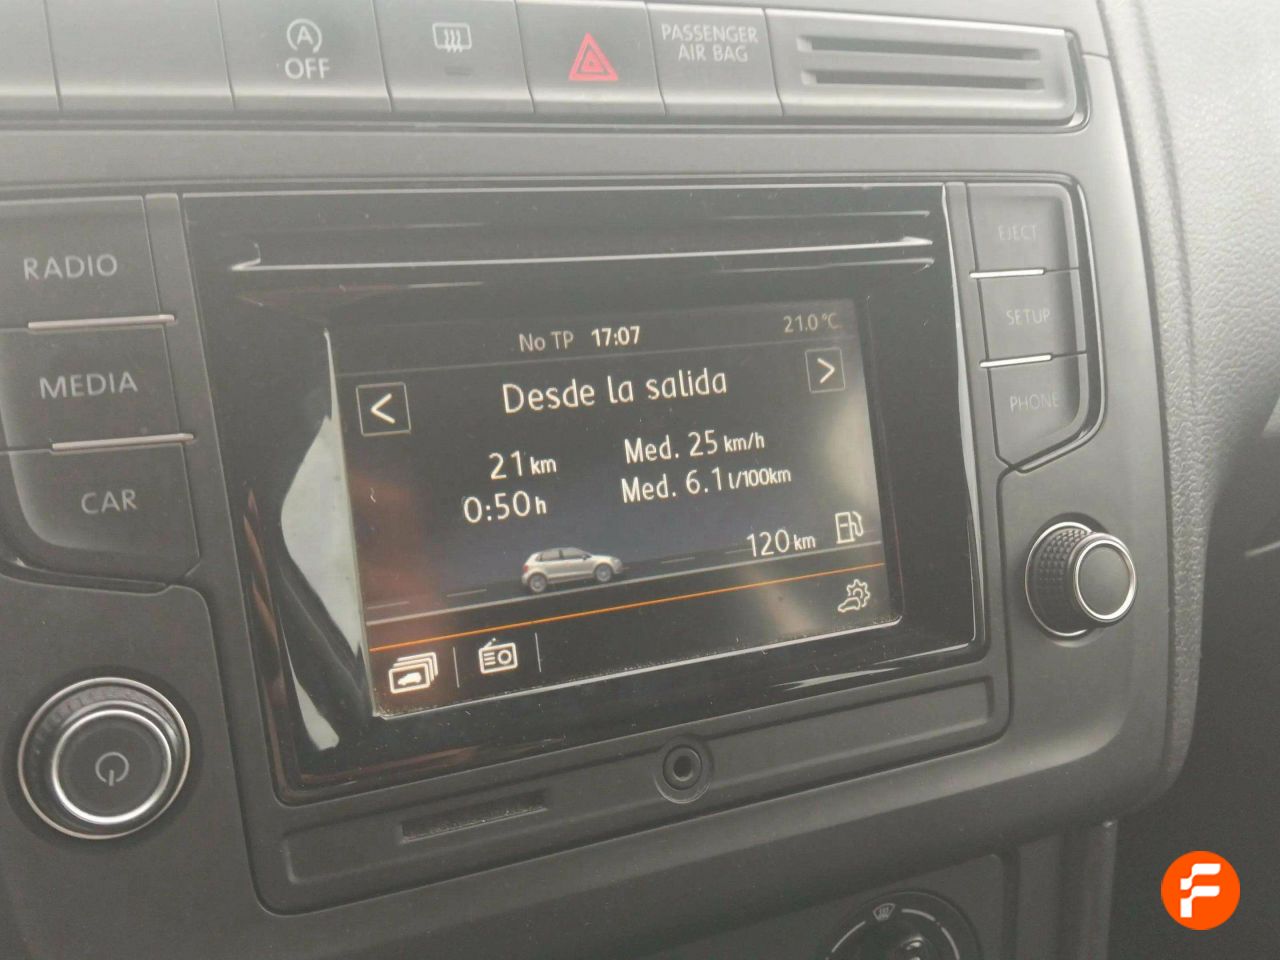 A
OFF
PASSENGER
AIR BAG
RADIO
MEDIA
CAR
EJECT
SETUP
PHONE
No TP 17:07
21.0 °C
<
Desde la salida
>
21 km
Med. 25 km/h
0:50 h
Med. 6.1 l/100km
120 km
F